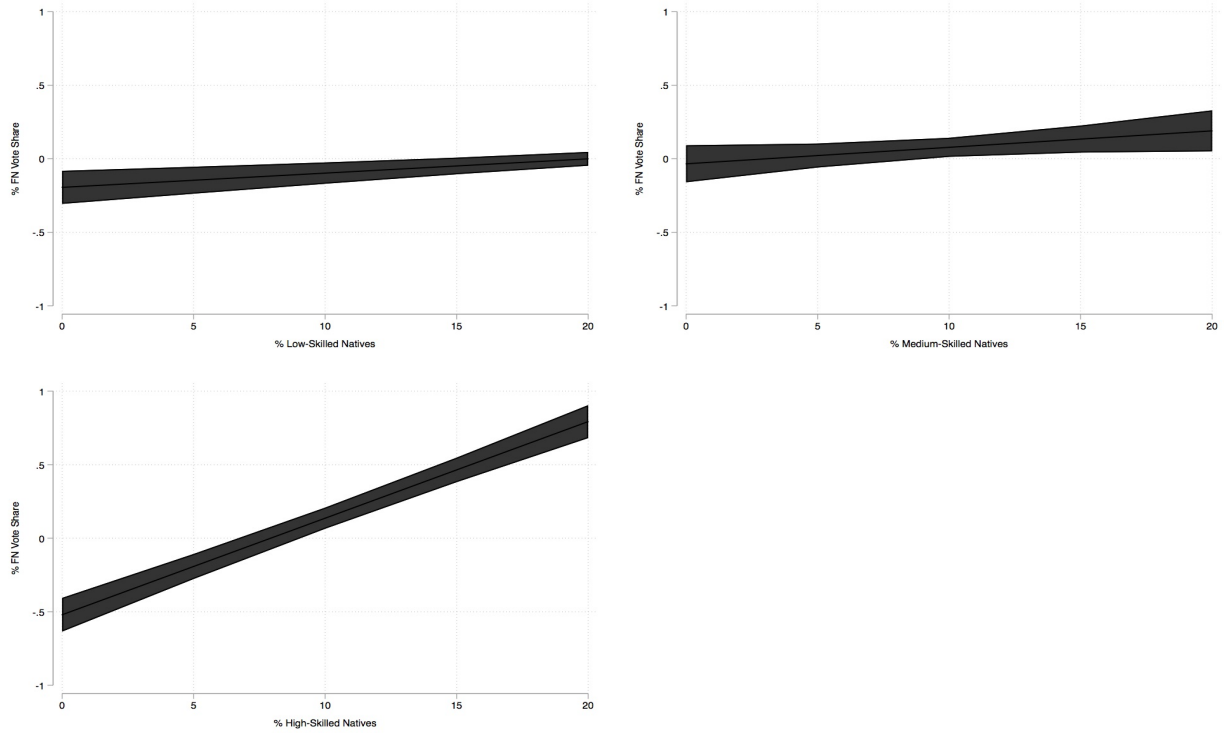 1
.5
0
-.5
-1
% FN Vote Share
0 5 10 15 20
% Low-Skilled Natives
1
.5
0
-.5
-1
% FN Vote Share
0 5 10 15 20
% Medium-Skilled Natives
1
.5
0
-.5
-1
% FN Vote Share
0 5 10 15 20
% High-Skilled Natives